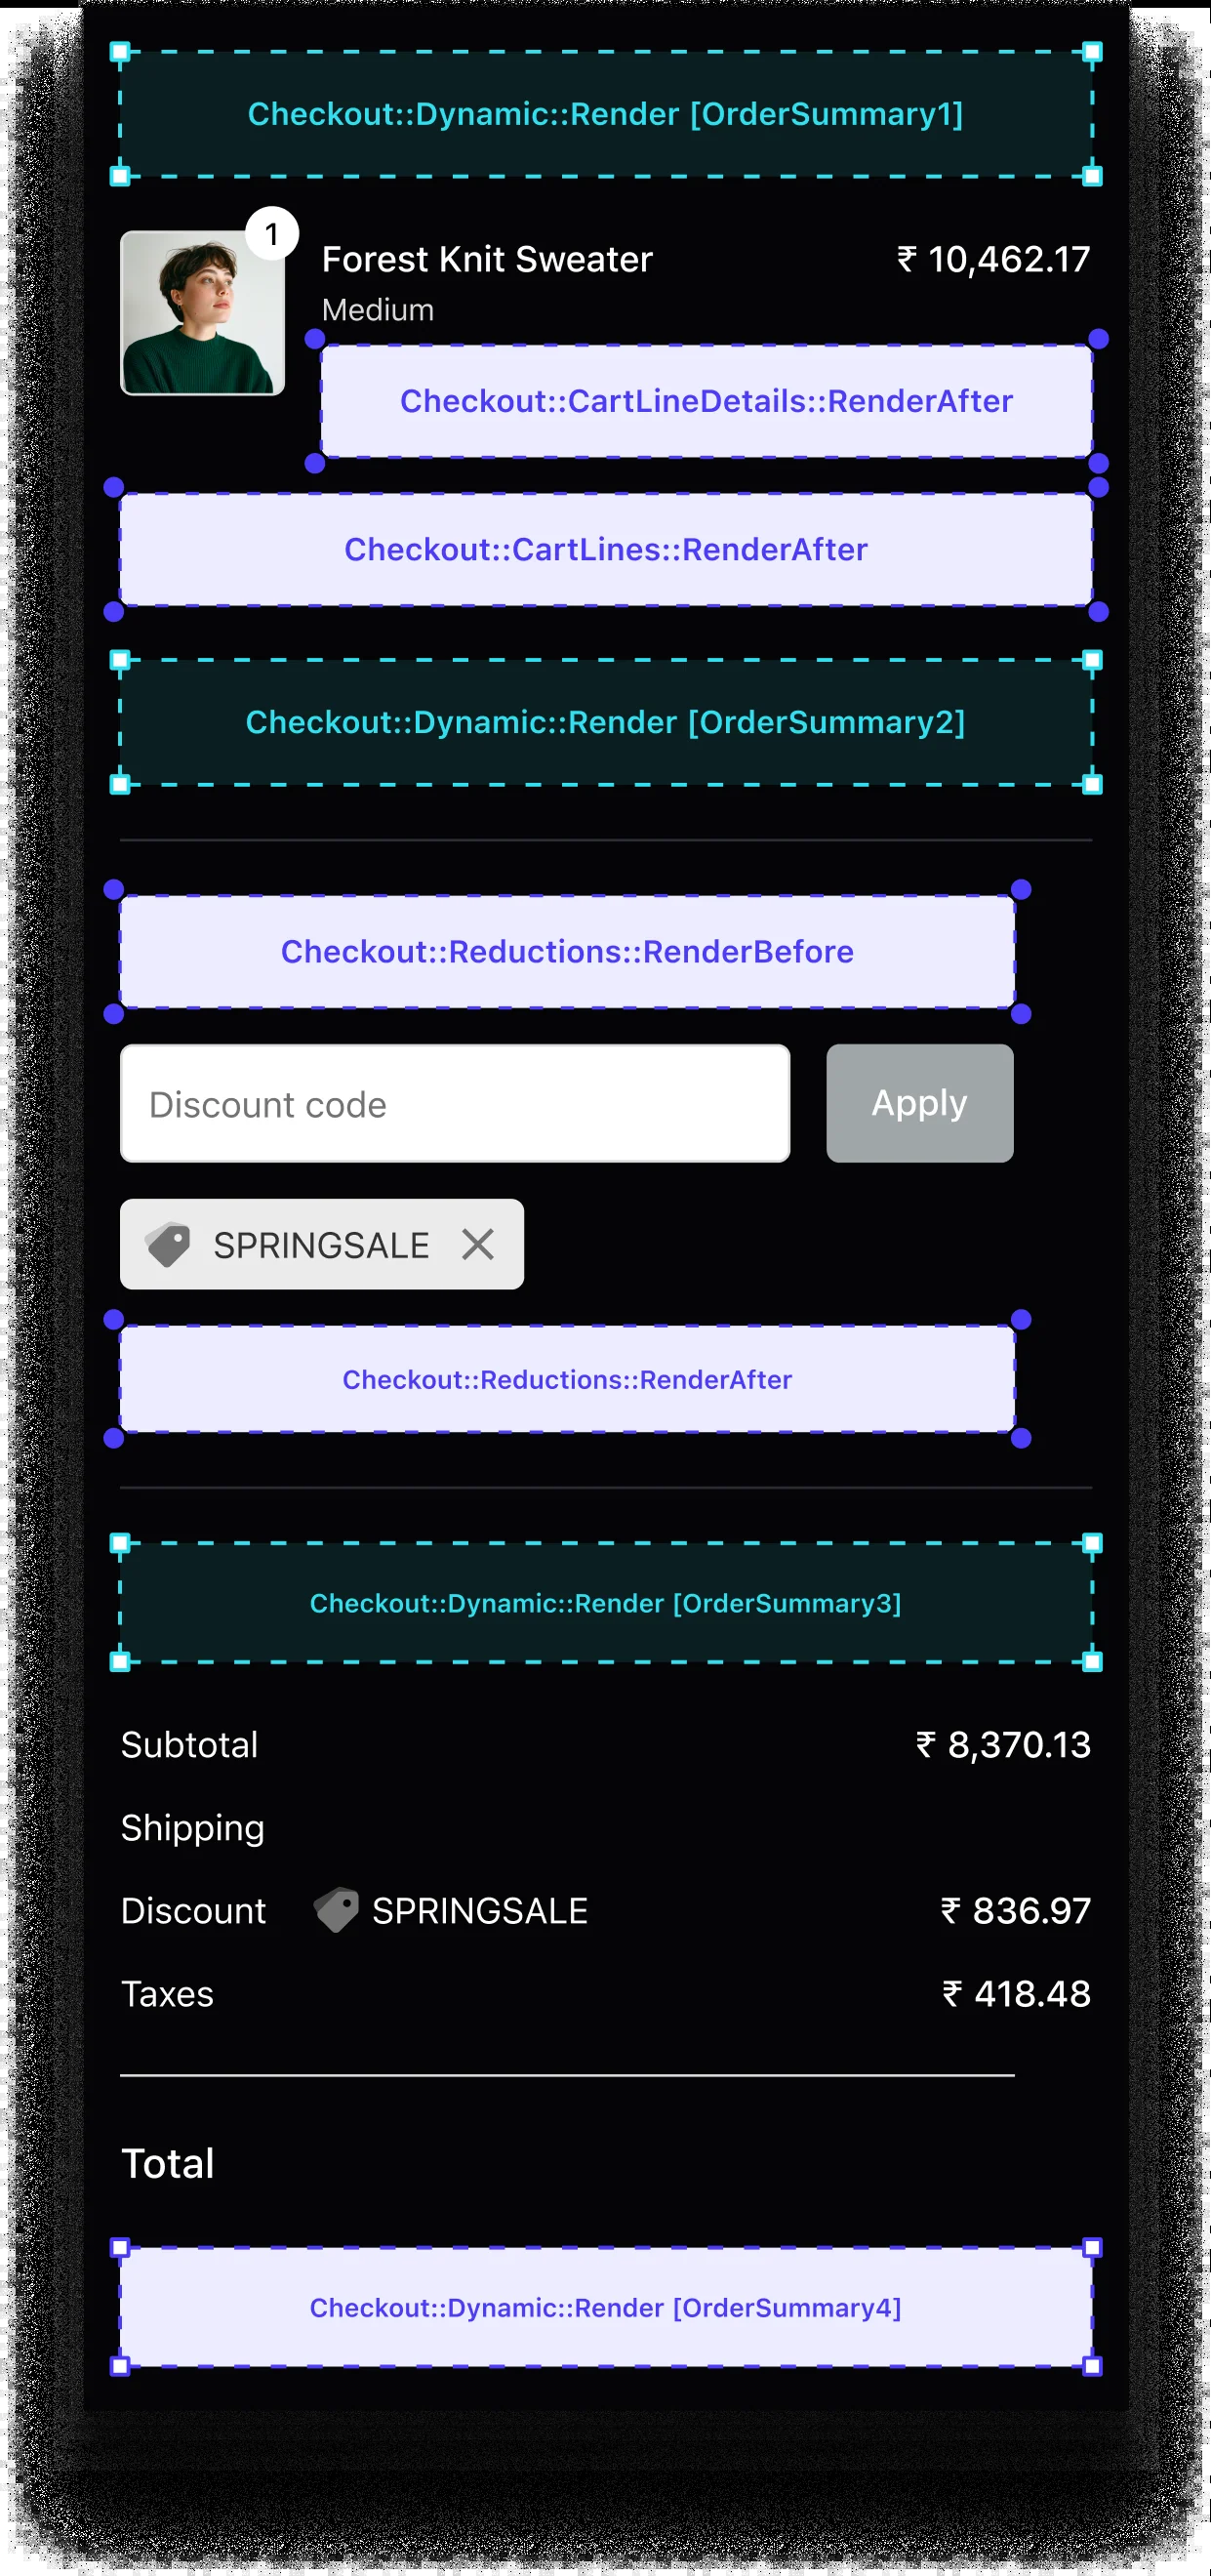 Checkout::Dynamic::Render [OrderSummary1]
1
Forest Knit Sweater ₹ 10,462.17
Medium
Checkout::CartLineDetails::RenderAfter
Checkout::CartLines::RenderAfter
Checkout::Dynamic::Render [OrderSummary2]
Checkout::Reductions::RenderBefore
Discount code Apply
SPRINGSALE
Checkout::Reductions::RenderAfter
Checkout::Dynamic::Render [OrderSummary3]
Subtotal ₹ 8,370.13
Shipping
Discount SPRINGSALE ₹ 836.97
Taxes ₹ 418.48
Total
Checkout::Dynamic::Render [OrderSummary4]